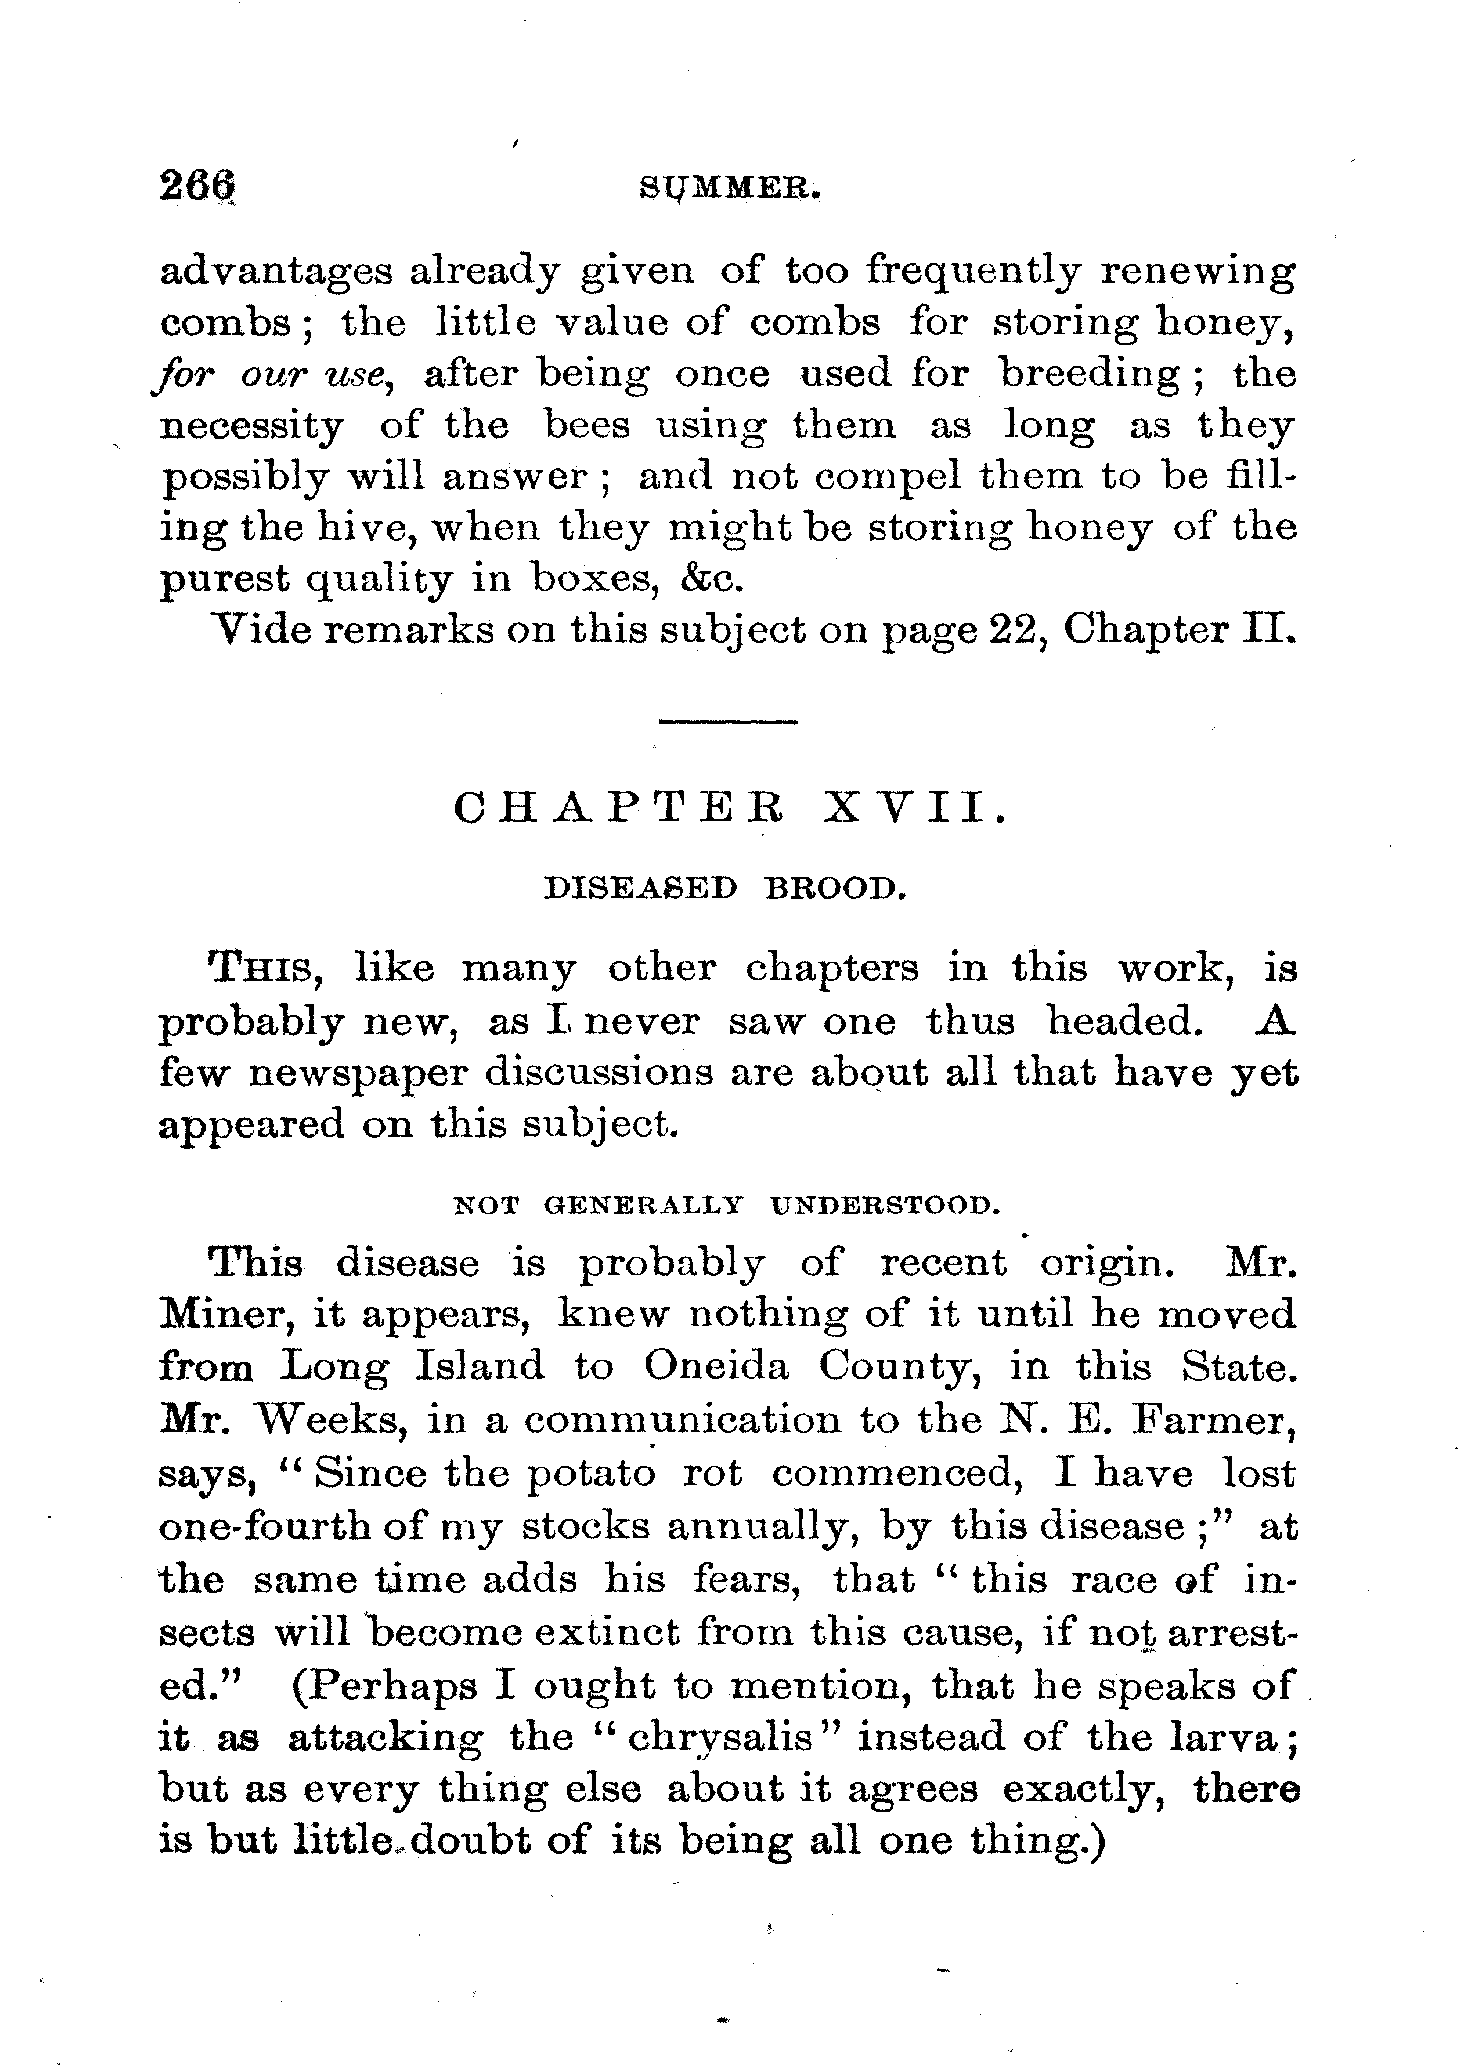 266 SUMMER.
advantages already given of too frequently renewing
combs; the little value of combs for storing honey,
for our use, after being once used for breeding; the
necessity of the bees using them as long as they
possibly will answer; and not compel them to be fill-
ing the hive, when they might be storing honey of the
purest quality in boxes, &c.
Vide remarks on this subject on page 22, Chapter II.
CHAPTER XVII.
DISEASED BROOD.
THIS, like many other chapters in this work, is
probably new, as I never saw one thus headed. A
few newspaper discussions are about all that have yet
appeared on this subject.
NOT GENERALLY UNDERSTOOD.
This disease is probably of recent origin. Mr.
Miner, it appears, knew nothing of it until he moved
from Long Island to Oneida County, in this State.
Mr. Weeks, in a communication to the N. E. Farmer,
says, "Since the potato rot commenced, I have lost
one-fourth of my stocks annually, by this disease;" at
the same time adds his fears, that "this race of in-
sects will become extinct from this cause, if not arrest-
ed." (Perhaps I ought to mention, that he speaks of
it as attacking the "chrysalis" instead of the larva;
but as every thing else about it agrees exactly, there
is but little doubt of its being all one thing.)